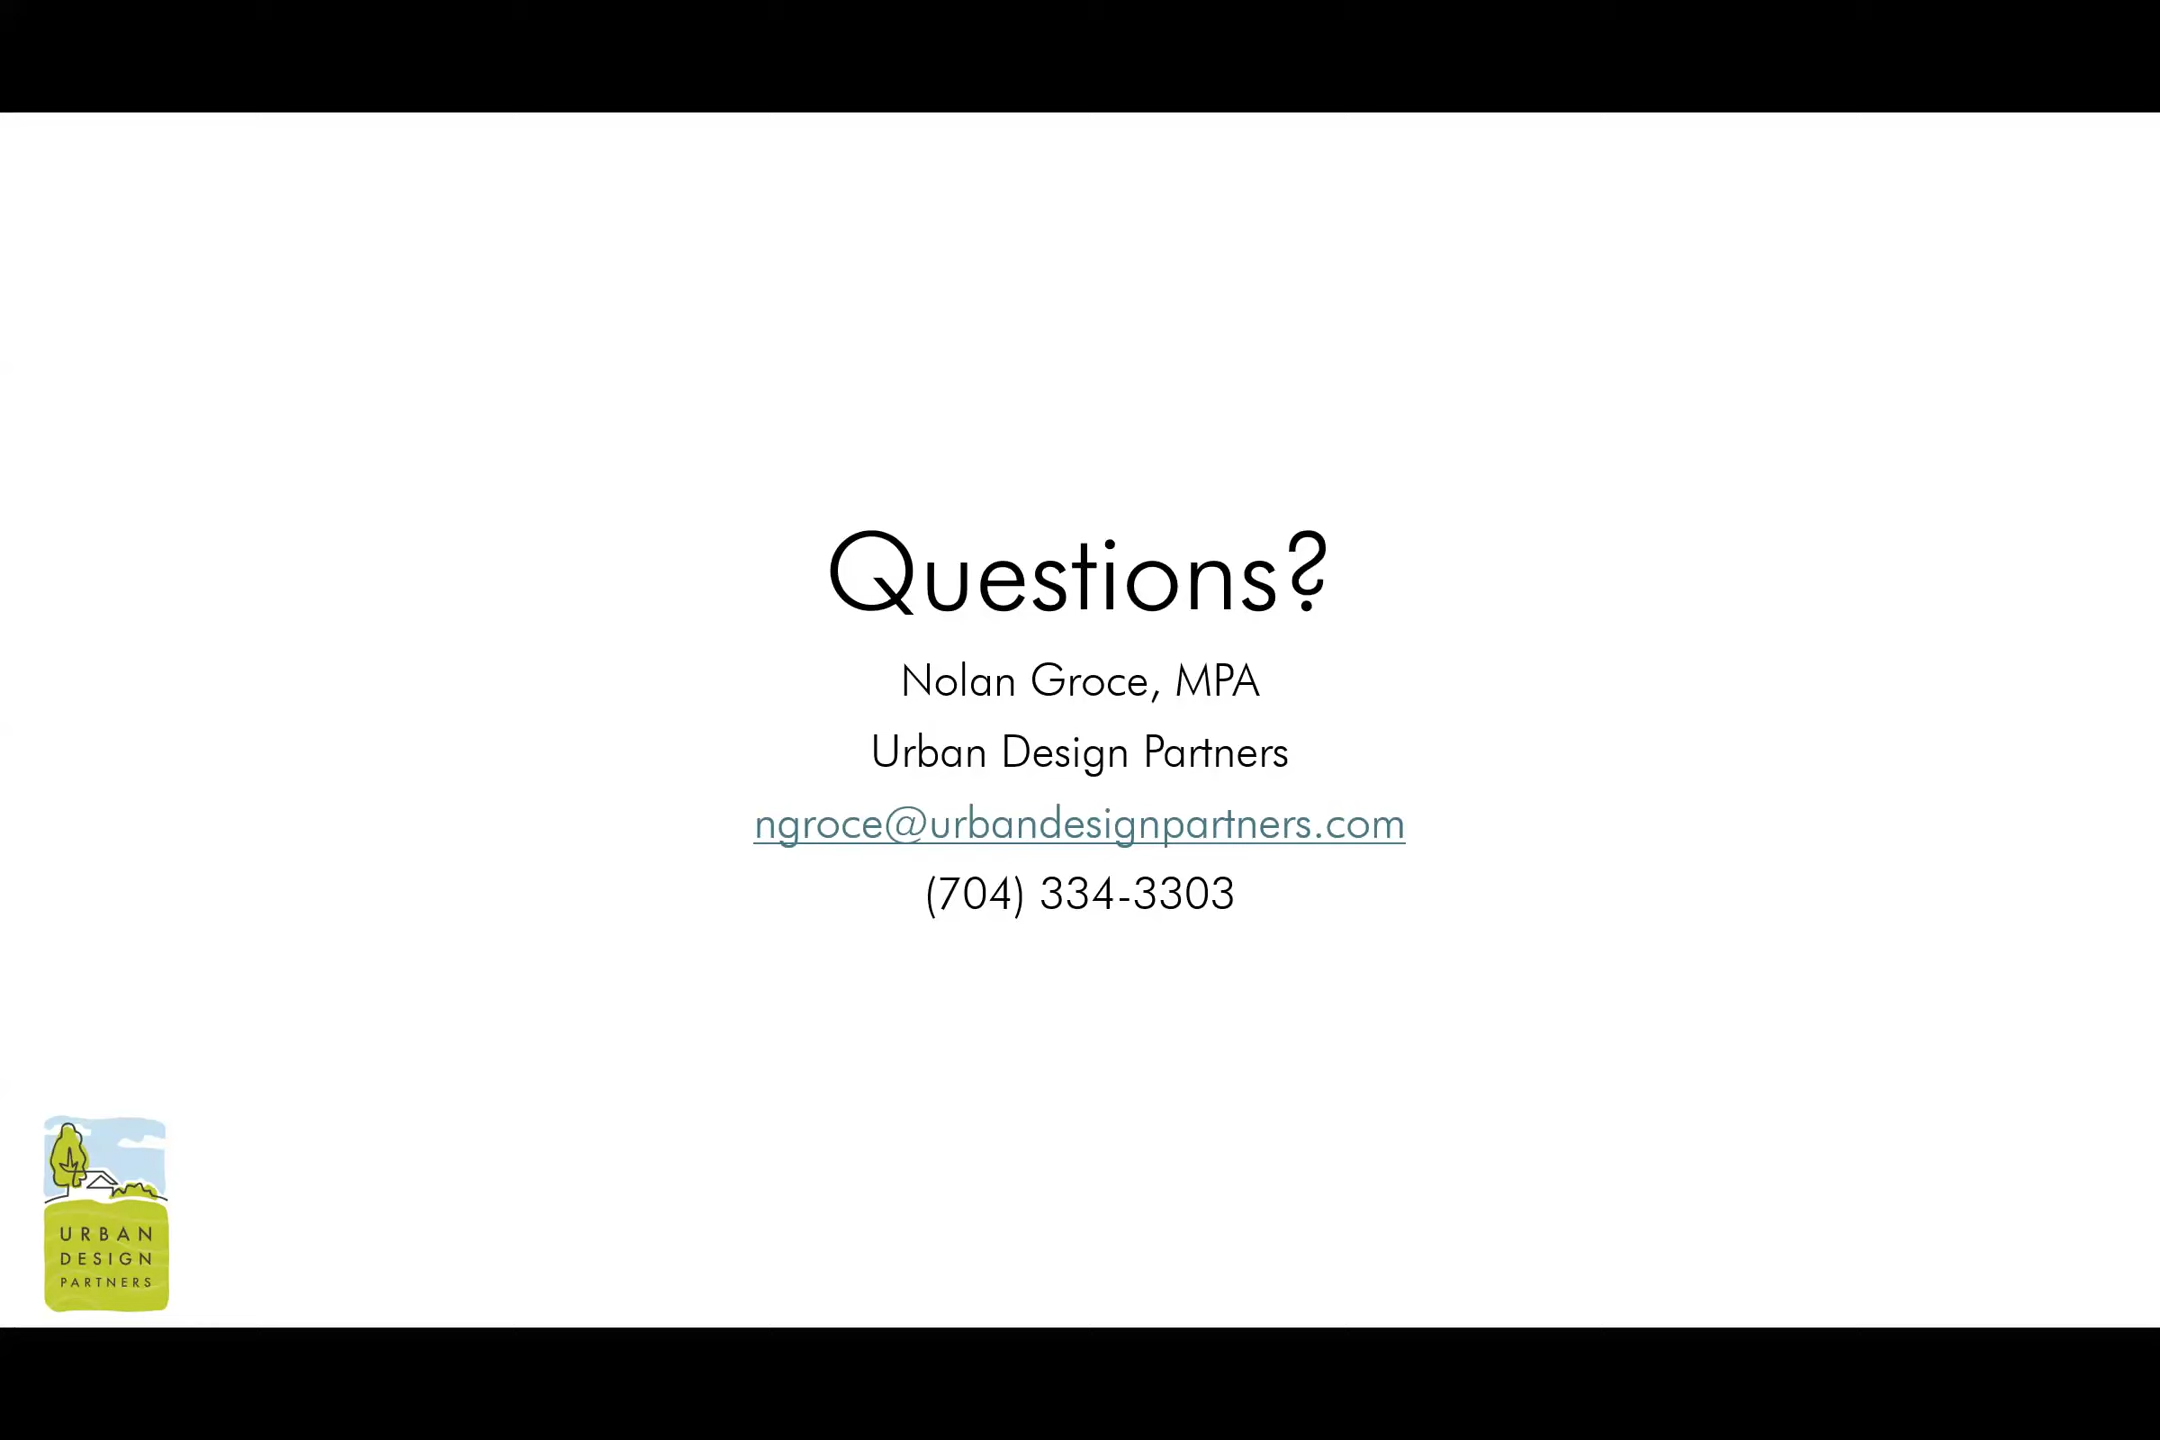 Questions?
Nolan Groce, MPA
Urban Design Partners
ngroce@urbandesignpartners.com
(704) 334-3303
URBAN
DESIGN
PARTNERS